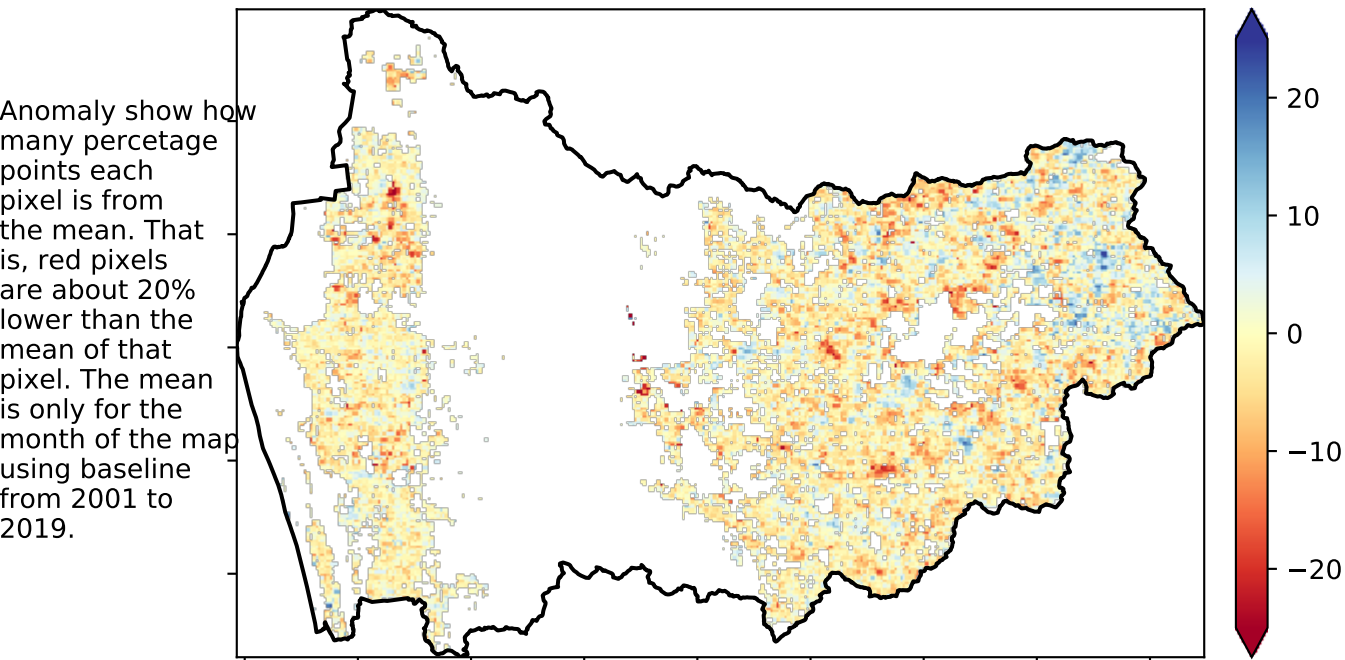 Anomaly show how
many percetage
points each
pixel is from
the mean. That
is, red pixels
are about 20%
lower than the
mean of that
pixel. The mean
is only for the
month of the map
using baseline
from 2001 to
2019.
20
10
0
−10
−20